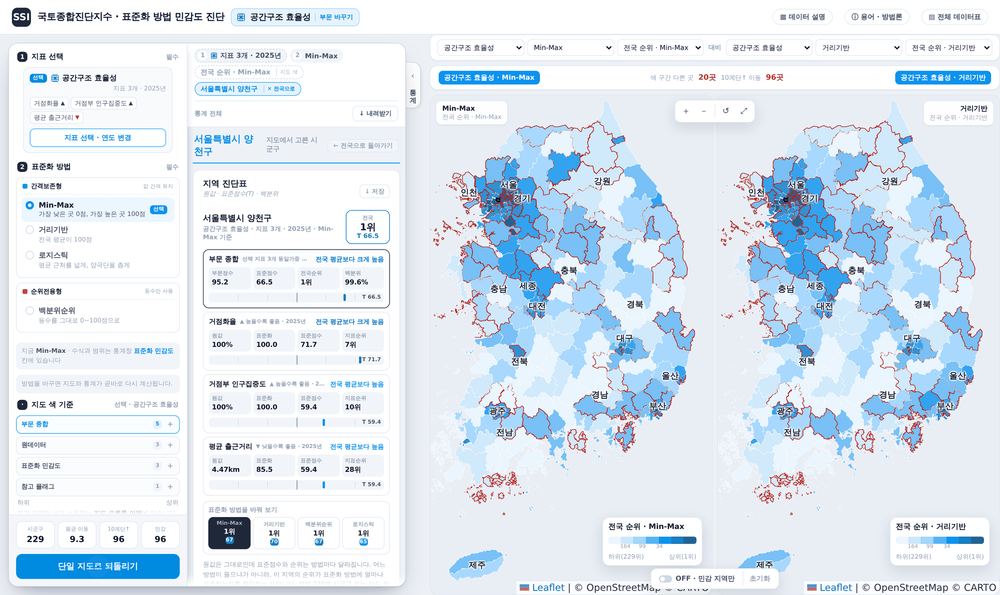 SSI 국토종합진단지수 · 표준화 방법 민감도 진단 공간구조 효율성 부문 바꾸기
▦ 데이터 설명 ⓘ 용어 · 방법론 ▤ 전체 데이터표
1 지표 선택 필수
선택 공간구조 효율성
지표 3개 · 2025년
거점화율 ▲ 거점부 인구집중도 ▲
평균 출근거리 ▼
지표 선택 · 연도 변경
2 표준화 방법 필수
간격보존형 값 간격 유지
Min-Max
가장 낮은 곳 0점, 가장 높은 곳 100점 선택
거리기반
전국 평균이 100점
로지스틱
평균 근처를 넓게, 양극단을 좁게
순위전용형 등수만 사용
백분위순위
등수를 그대로 0~100점으로
지금 Min-Max · 수식과 범위는 통계창 표준화 민감도
칸에 있습니다
방법을 바꾸면 지도와 통계가 곧바로 다시 계산됩니다.
· 지도 색 기준 선택 · 공간구조 효율성
부문 종합 5 +
원데이터 3 +
표준화 민감도 3 +
참고 플래그 1 +
하위 상위
시군구 229
평균 이동 9.3
10계단↑ 96
민감 96
단일 지도로 되돌리기
1 지표 3개 · 2025년 2 Min-Max
전국 순위 · Min-Max 지도 색
서울특별시 양천구 × 전국으로
통계 전체 ↓ 내려받기
서울특별시 양
천구
지도에서 고른 시
군구
← 전국으로 돌아가기
지역 진단표
원값 · 표준점수(T) · 백분위
↓ 저장
서울특별시 양천구
공간구조 효율성 · 지표 3개 · 2025년 · Min-
Max 기준
전국
1위
T 66.5
부문 종합 선택 지표 3개 동일가중 ... 전국 평균보다 크게 높음
부문점수 표준점수 전국순위 백분위
95.2 66.5 1위 99.6%
T 66.5
거점화율 ▲ 높을수록 좋음 · 2025년 전국 평균보다 크게 높음
원값 표준화 표준점수 지표순위
100% 100.0 71.7 7위
T 71.7
거점부 인구집중도 ▲ 높을수록 좋음 · 2... 전국 평균보다 높음
원값 표준화 표준점수 지표순위
100% 100.0 59.4 10위
T 59.4
평균 출근거리 ▼ 낮을수록 좋음 · 2025년 전국 평균보다 높음
원값 표준화 표준점수 지표순위
4.47km 85.5 59.4 28위
T 59.4
표준화 방법을 바꿔 보기
Min-Max 거리기반 백분위순위 로지스틱
1위 1위 1위 1위
67 70 67 65
원값은 그대로인데 표준점수와 순위는 방법마다 달라집니다. 어느
방법이 옳으냐가 아니라, 이 지역의 순위가 표준화 방법에 얼마나
‹
통
계
공간구조 효율성 Min-Max 전국 순위 · Min-Max 대비 공간구조 효율성 거리기반 전국 순위 · 거리기반
공간구조 효율성 · Min-Max 색 구간 다른 곳 20곳 10계단↑ 이동 96곳 공간구조 효율성 · 거리기반
Min-Max
전국 순위 · Min-Max
+ − ↺ ⤢
거리기반
전국 순위 · 거리기반
서울
인천
경기
강원
충북
충남
세종
대전
경북
대구
전북
울산
경남
부산
광주
전남
제주
서울
인천
경기
강원
충북
충남
세종
대전
경북
대구
전북
울산
경남
부산
광주
전남
제주
전국 순위 · Min-Max
164 99 34
하위(229위) 상위(1위)
전국 순위 · 거리기반
164 99 34
하위(229위) 상위(1위)
OFF · 민감 지역만 초기화
Leaflet | © OpenStreetMap © CARTO
Leaflet | © OpenStreetMap © CARTO